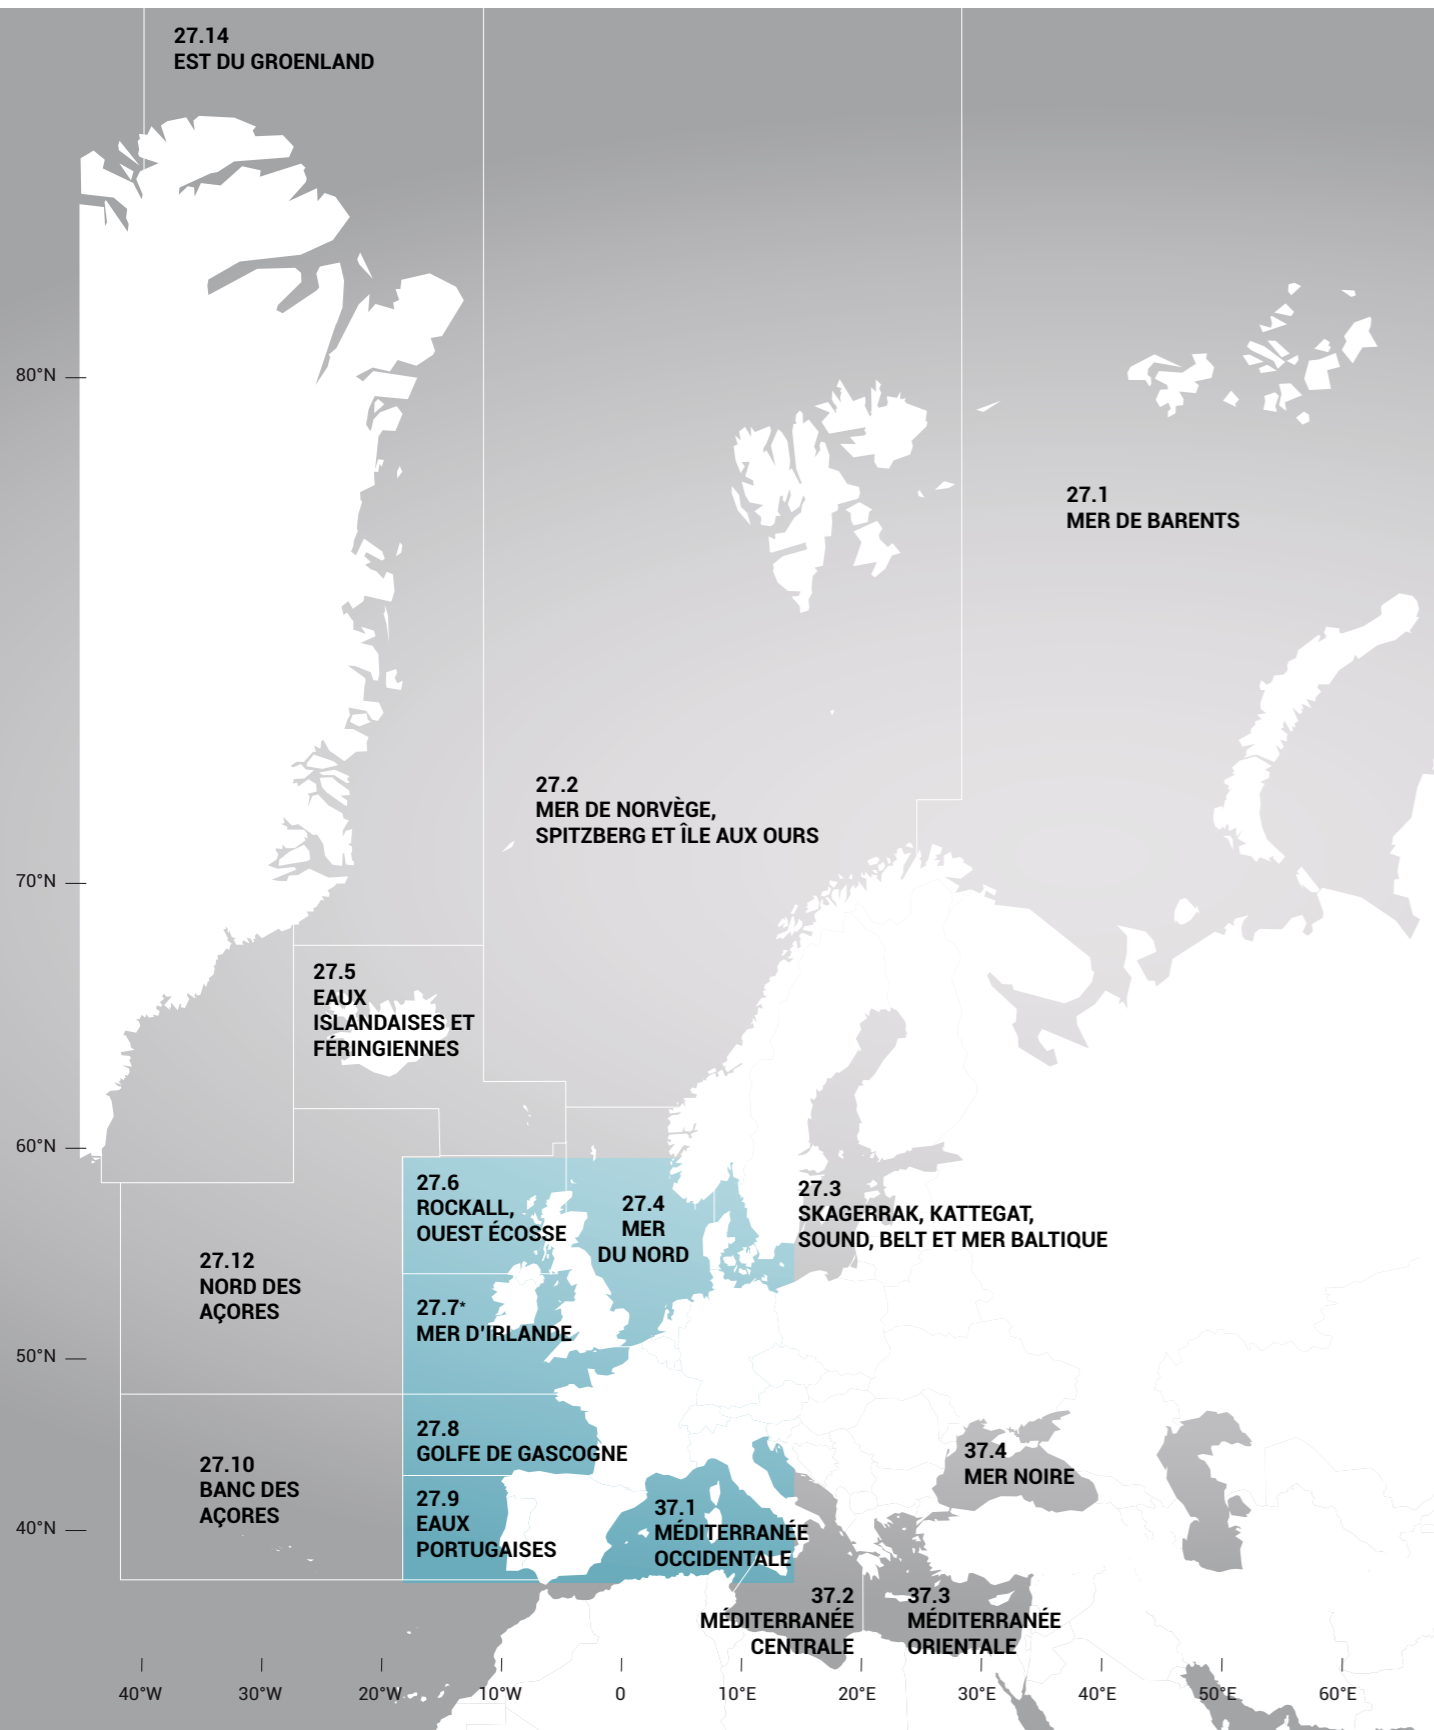 27.14
EST DU GROENLAND
80°N
27.1
MER DE BARENTS
27.2
MER DE NORVÈGE,
SPITZBERG ET ÎLE AUX OURS
70°N
27.5
EAUX
ISLANDAISES ET
FÉRINGIENNES
60°N
27.6
ROCKALL,
OUEST ÉCOSSE
27.4
MER
DU NORD
27.3
SKAGERRAK, KATTEGAT,
SOUND, BELT ET MER BALTIQUE
27.12
NORD DES
AÇORES
27.7*
MER D'IRLANDE
50°N
27.8
GOLFE DE GASCOGNE
27.10
BANC DES
AÇORES
27.9
EAUX
PORTUGAISES
37.1
MÉDITERRANÉE
OCCIDENTALE
37.4
MER NOIRE
40°N
37.2
MÉDITERRANÉE
CENTRALE
37.3
MÉDITERRANÉE
ORIENTALE
40°W
30°W
20°W
10°W
0
10°E
20°E
30°E
40°E
50°E
60°E